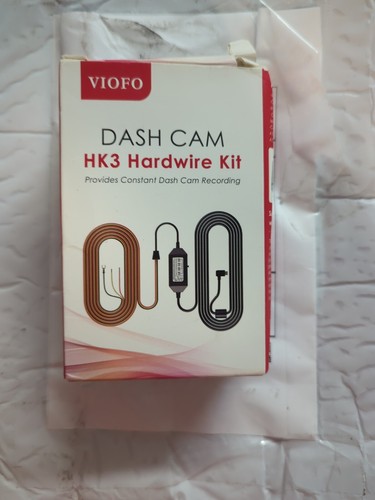 VIOFO
DASH CAM
HK3 Hardwire Kit
Provides Constant Dash Cam Recording